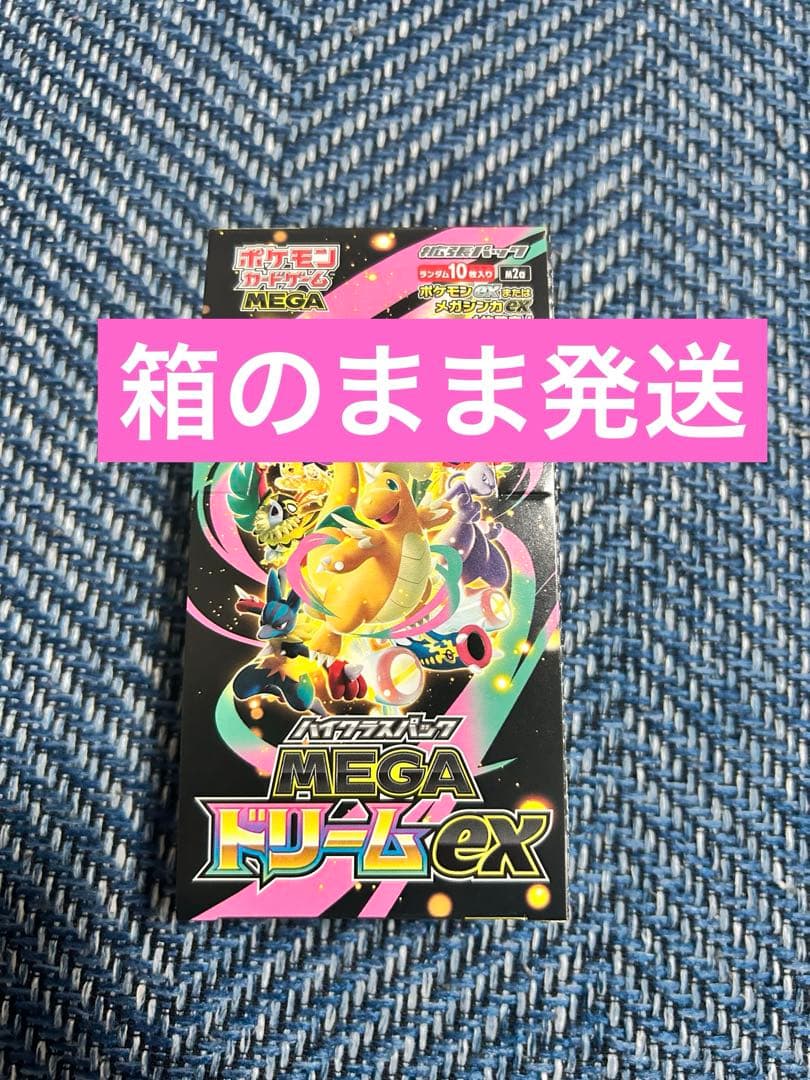 ポケモン
カードゲーム
MEGA
拡張パック
ランダム10枚入り M2a
ポケモンexまたは
メガシンカex
箱のまま発送
ハイクラスパック
MEGA
ドリームex